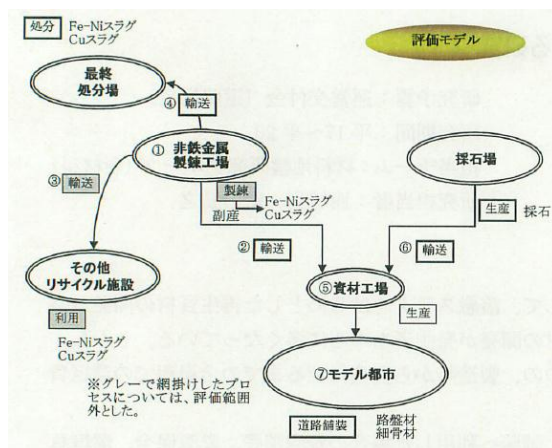 処分
Fe-Niスラグ
Cuスラグ
評価モデル
最終
処分場
④
輸送
①
非鉄金属
製錬工場
採石場
③
輸送
製錬
Fe-Niスラグ
Cuスラグ
副産
生産
採石
②
輸送
⑥
輸送
その他
リサイクル施設
⑤資材工場
利用
生産
Fe-Niスラグ
Cuスラグ
⑦モデル都市
※グレーで網掛けしたプロ
セスについては、評価範囲
外とした。
道路舗装
路盤材
細骨材